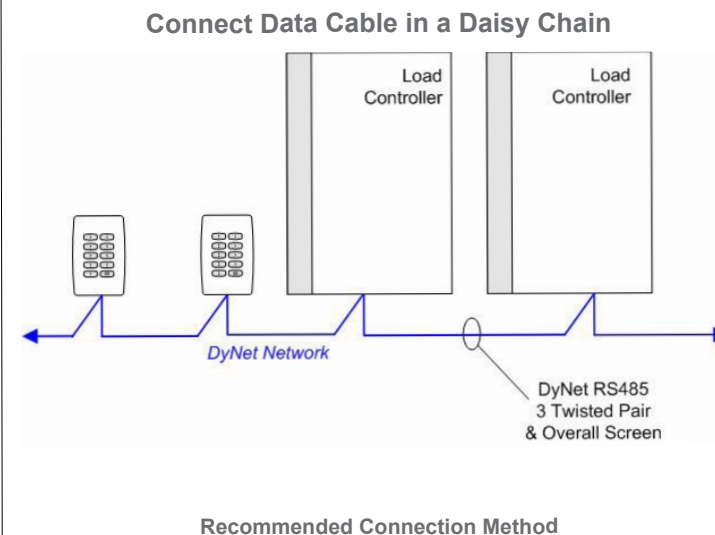 Connect Data Cable in a Daisy Chain
Load
Controller
Load
Controller
DyNet Network
DyNet RS485
3 Twisted Pair
& Overall Screen
Recommended Connection Method